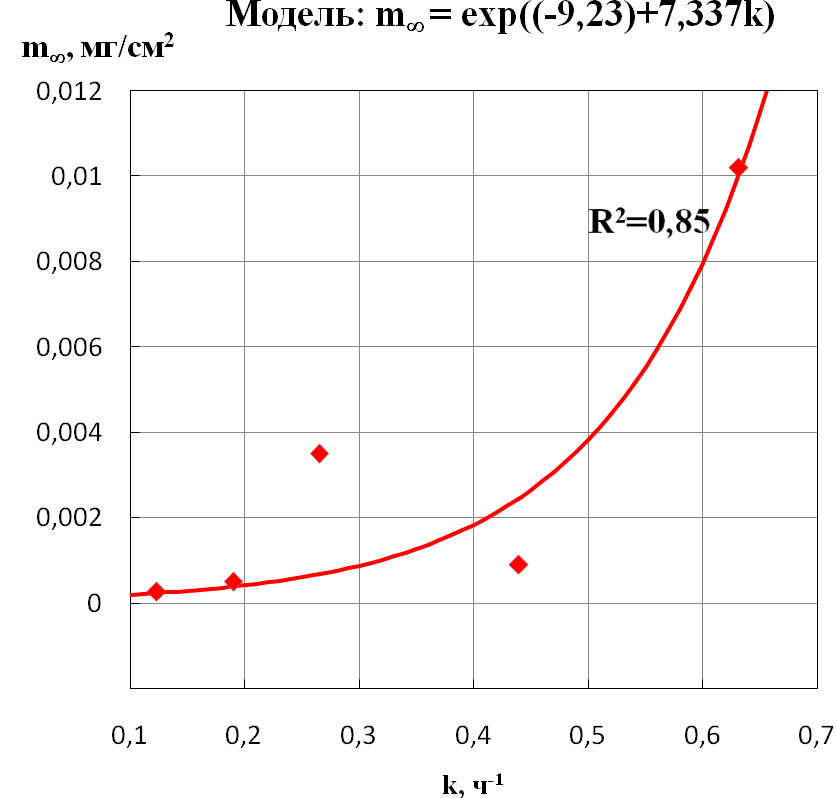 Модель: m∞ = exp((-9,23)+7,337k)
m∞, мг/см²
0,012
0,01
R²=0,85
0,008
0,006
0,004
0,002
0
0,1 0,2 0,3 0,4 0,5 0,6 0,7
k, ч⁻¹